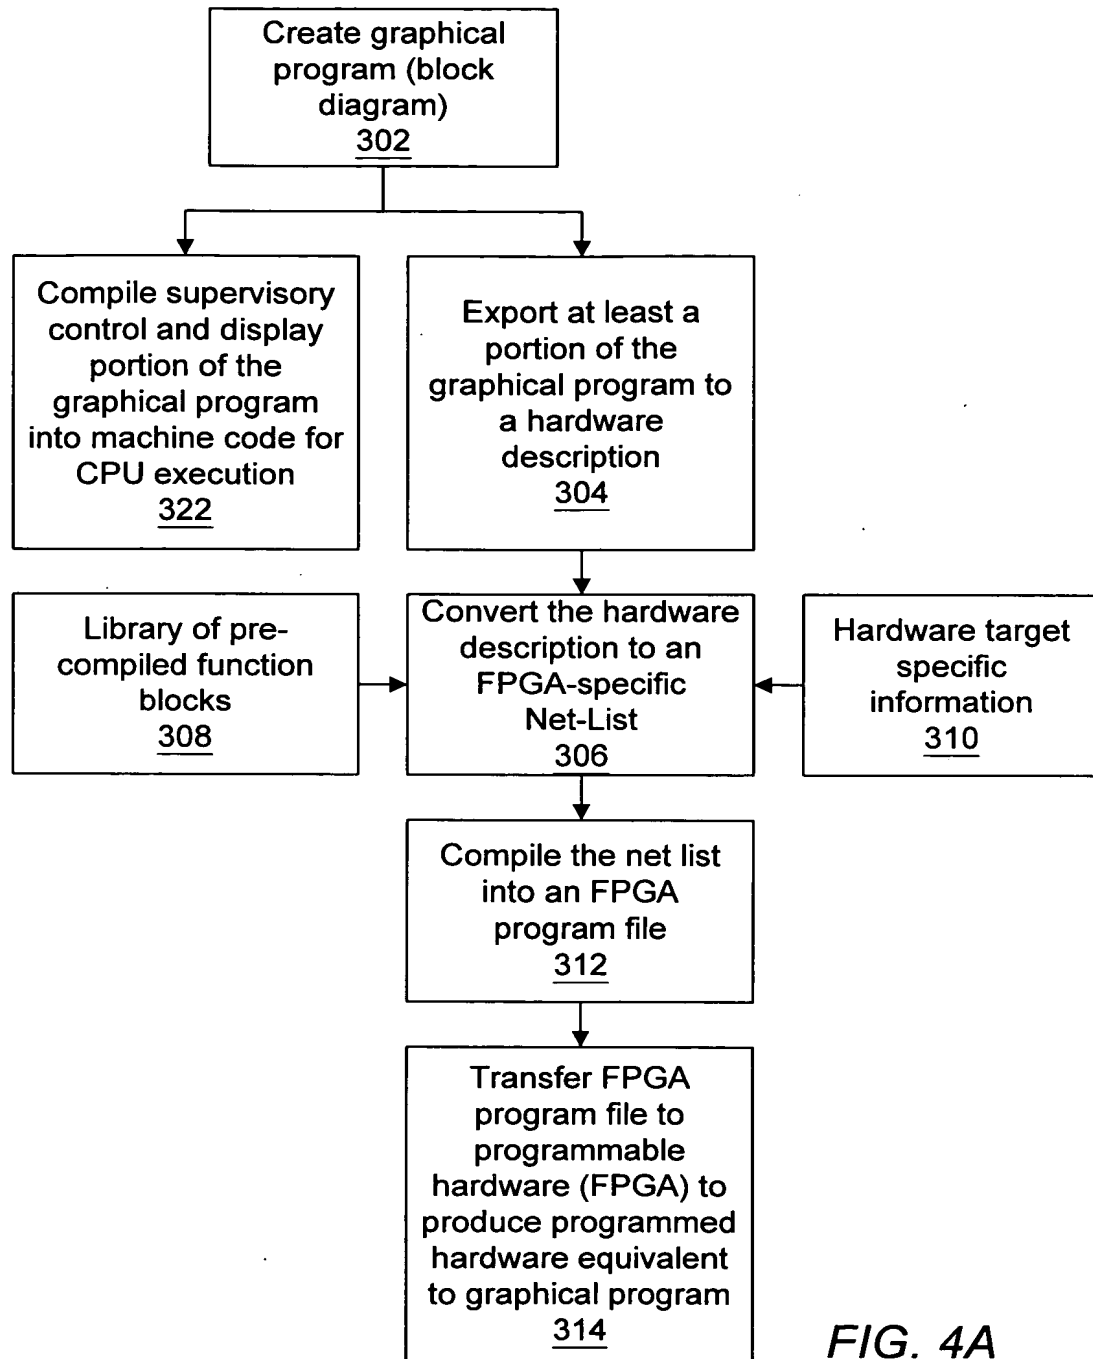 Create graphical
program (block
diagram)
302
Compile supervisory
control and display
portion of the
graphical program
into machine code for
CPU execution
322
Export at least a
portion of the
graphical program to
a hardware
description
304
Library of pre-
compiled function
blocks
308
Convert the hardware
description to an
FPGA-specific
Net-List
306
Hardware target
specific
information
310
Compile the net list
into an FPGA
program file
312
Transfer FPGA
program file to
programmable
hardware (FPGA) to
produce programmed
hardware equivalent
to graphical program
314
FIG. 4A